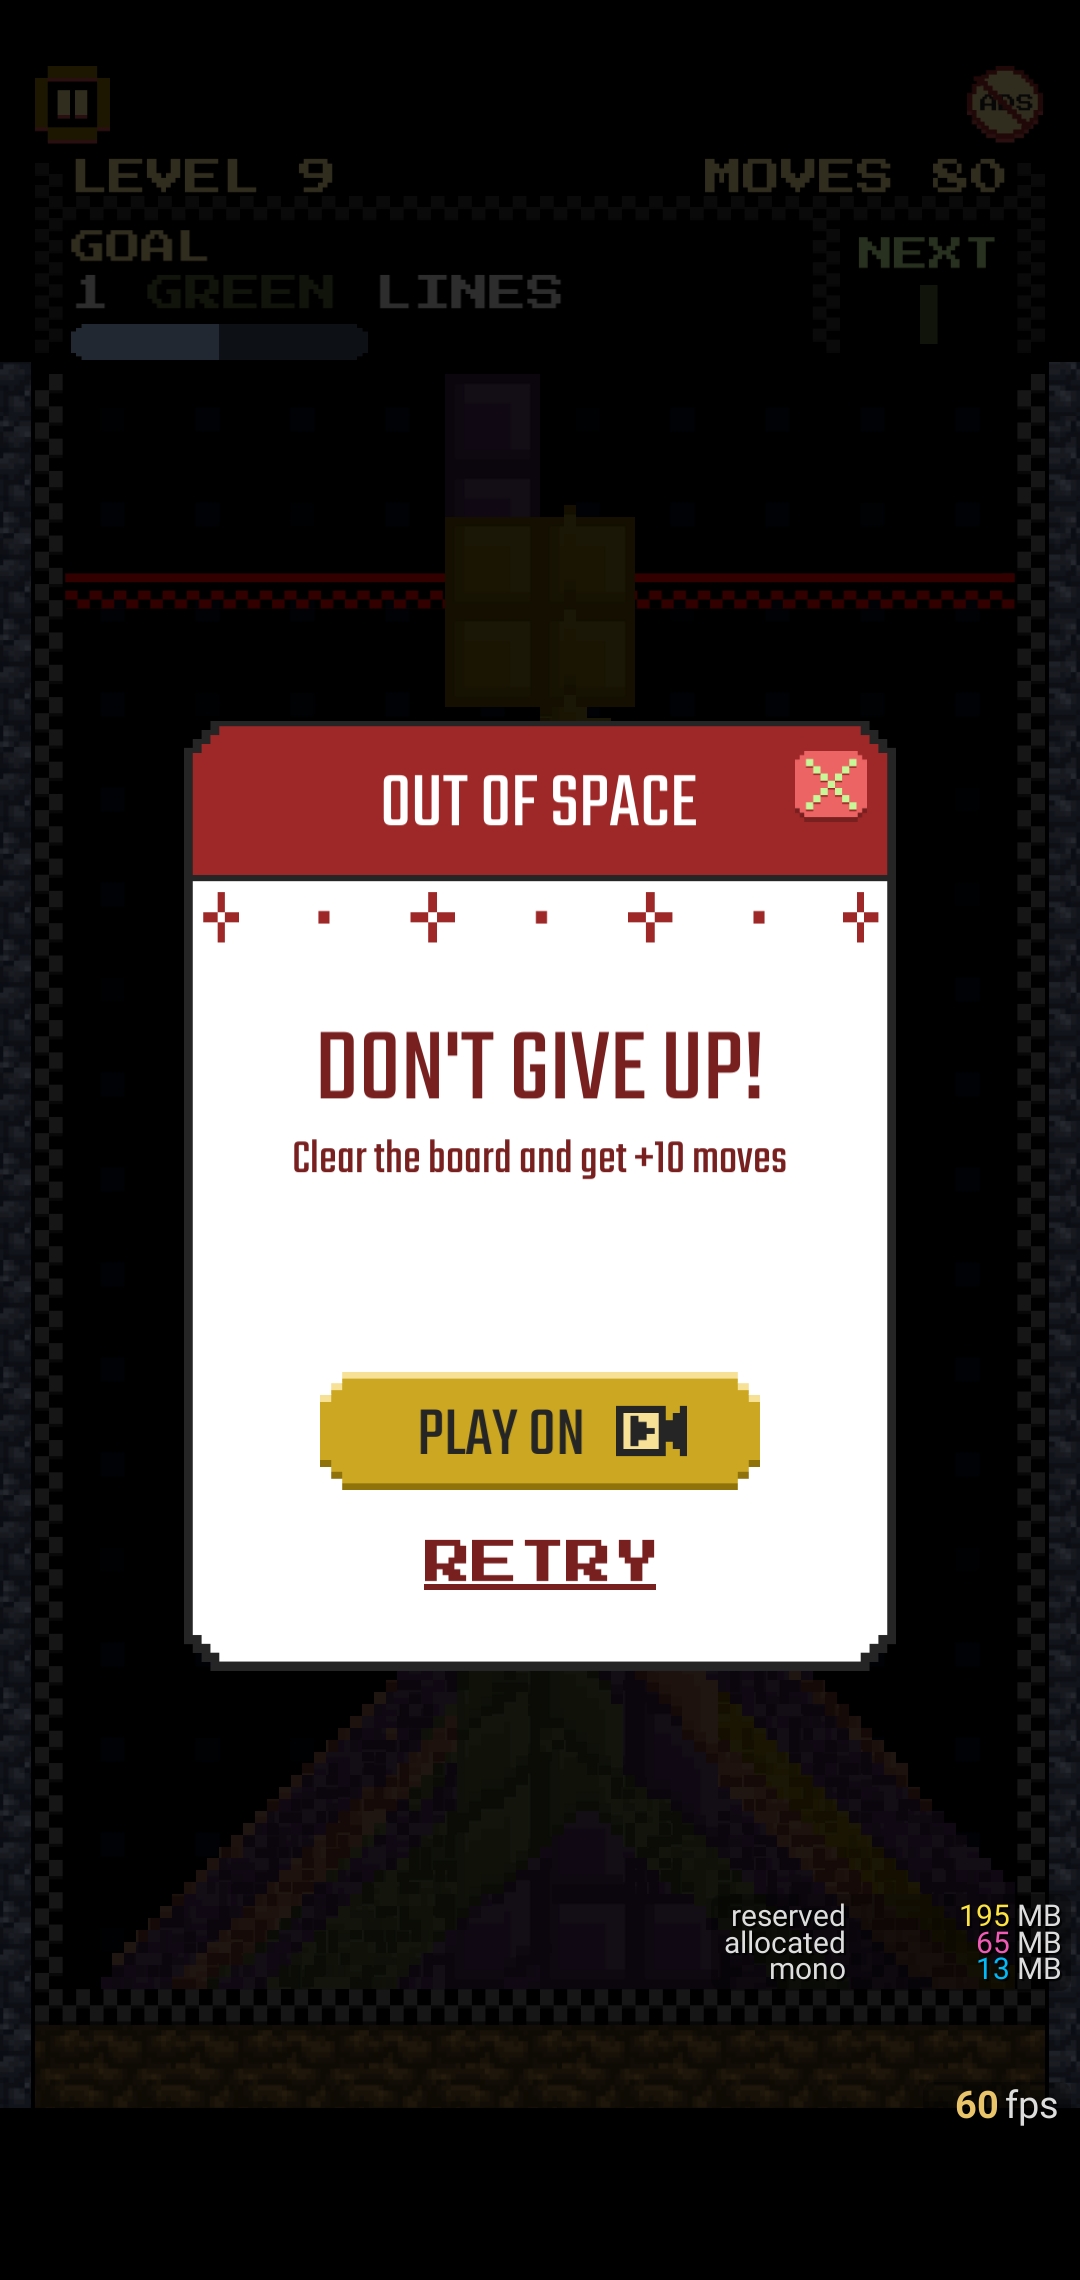 ADS
LEVEL 9
MOVES 80
GOAL
1 GREEN LINES
NEXT
OUT OF SPACE
DON'T GIVE UP!
Clear the board and get +10 moves
PLAY ON
RETRY
reserved 195 MB
allocated 65 MB
mono 13 MB
60 fps